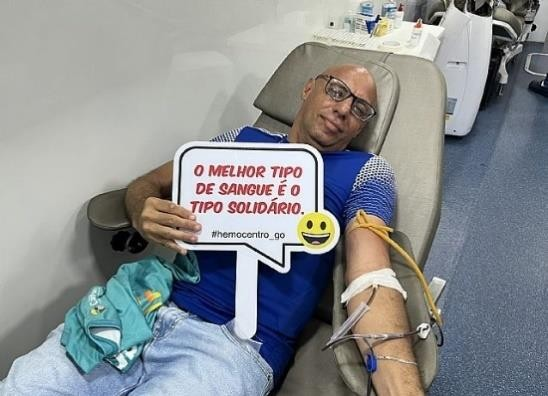 O MELHOR TIPO
DE SANGUE É O
TIPO SOLIDÁRIO.
#hemocentro_go